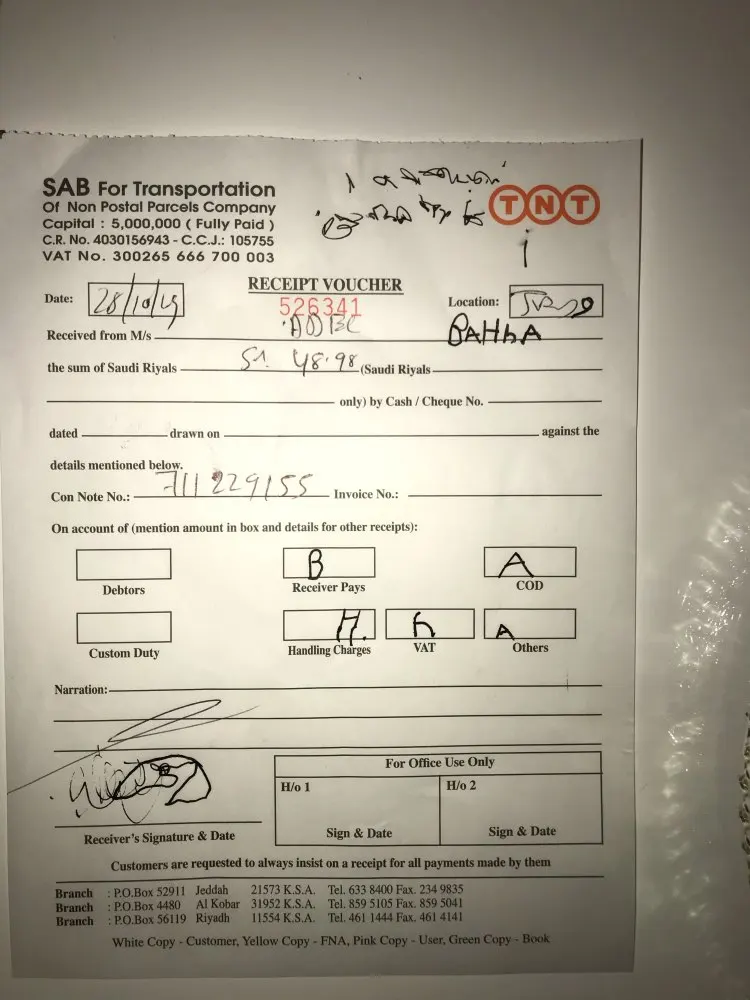 SAB For Transportation
Of Non Postal Parcels Company
Capital : 5,000,000 ( Fully Paid )
C.R. No. 4030156943 - C.C.J.: 105755
VAT No. 300265 666 700 003
TNT
RECEIPT VOUCHER
526341
Date: 28/10/19
Location:
Received from M/s BAHhA
the sum of Saudi Riyals 48.98 (Saudi Riyals
only) by Cash / Cheque No.
dated drawn on against the
details mentioned below.
Con Note No.: 711229155 Invoice No.:
On account of (mention amount in box and details for other receipts):
B A
Debtors Receiver Pays COD
H. h A
Custom Duty Handling Charges VAT Others
Narration:
For Office Use Only
H/o 1 H/o 2
Sign & Date Sign & Date
Receiver's Signature & Date
Customers are requested to always insist on a receipt for all payments made by them
Branch : P.O.Box 52911 Jeddah 21573 K.S.A. Tel. 633 8400 Fax. 234 9835
Branch : P.O.Box 4480 Al Kobar 31952 K.S.A. Tel. 859 5105 Fax. 859 5041
Branch : P.O.Box 56119 Riyadh 11554 K.S.A. Tel. 461 1444 Fax. 461 4141
White Copy - Customer, Yellow Copy - FNA, Pink Copy - User, Green Copy - Book